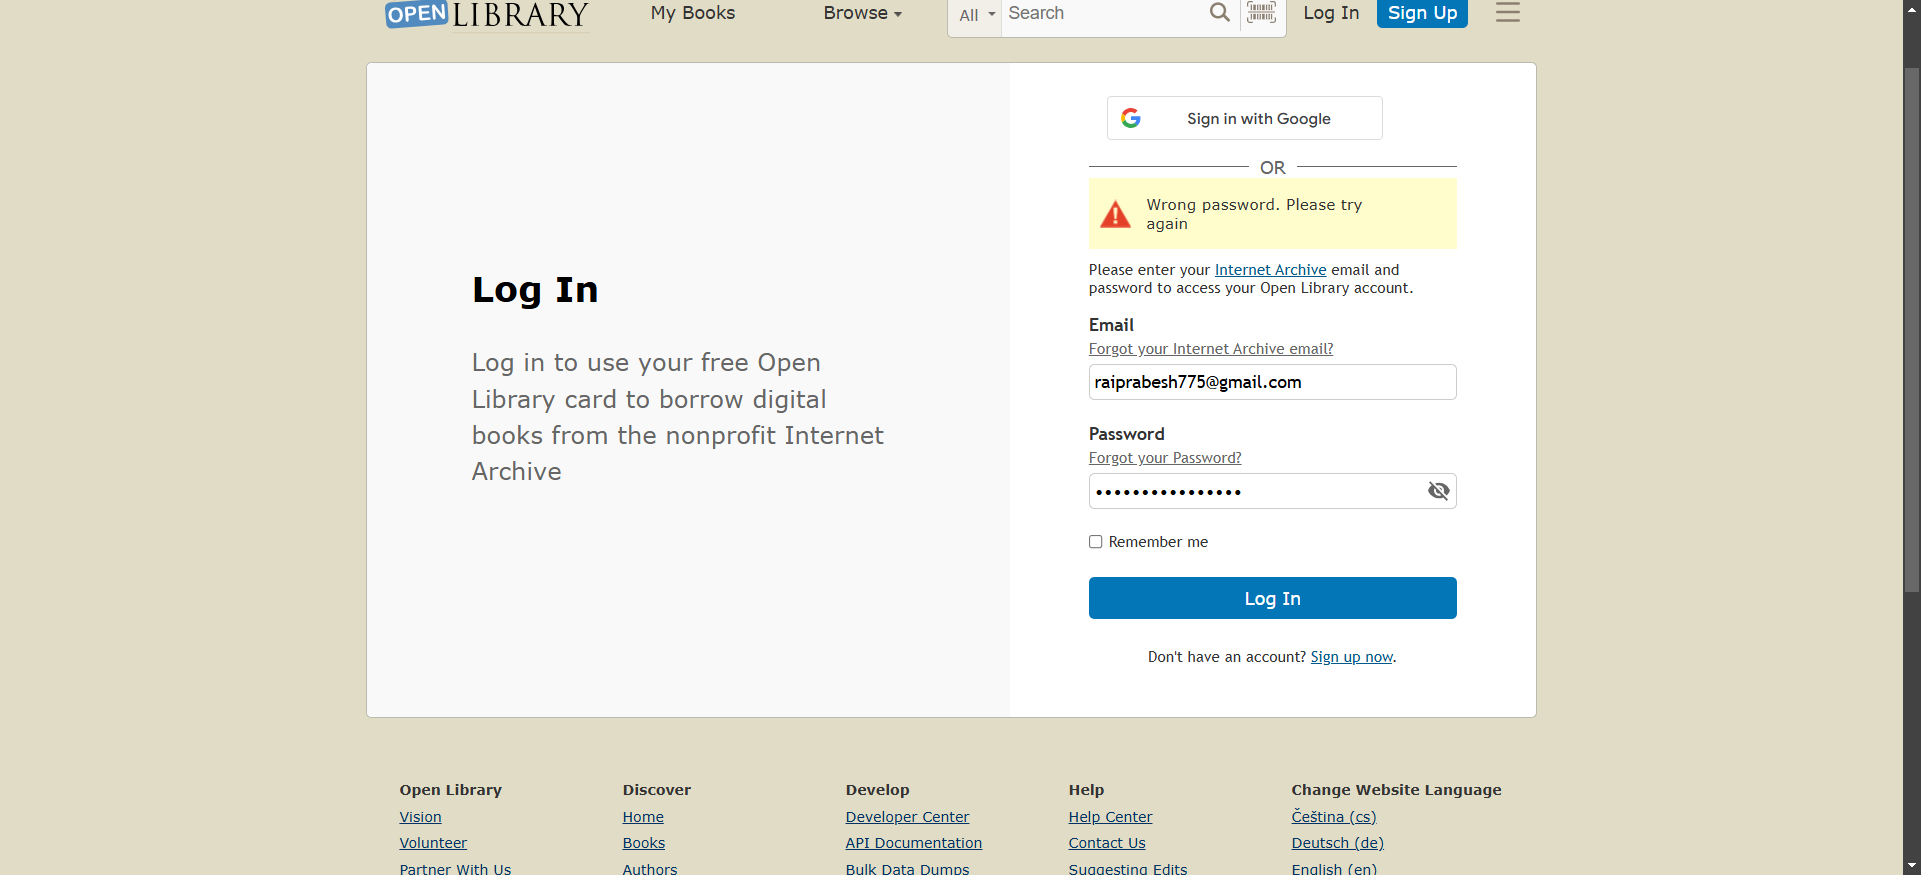 OPEN LIBRARY
My Books
Browse
All
Search
Log In
Sign Up
Sign in with Google
OR
Wrong password. Please try
again
Please enter your Internet Archive email and
password to access your Open Library account.
Email
Forgot your Internet Archive email?
raiprabesh775@gmail.com
Password
Forgot your Password?
••••••••••••••••
Remember me
Log In
Don't have an account? Sign up now.
Log In
Log in to use your free Open
Library card to borrow digital
books from the nonprofit Internet
Archive
Open Library
Vision
Volunteer
Partner With Us
Discover
Home
Books
Authors
Develop
Developer Center
API Documentation
Bulk Data Dumps
Help
Help Center
Contact Us
Suggesting Edits
Change Website Language
Čeština (cs)
Deutsch (de)
English (en)